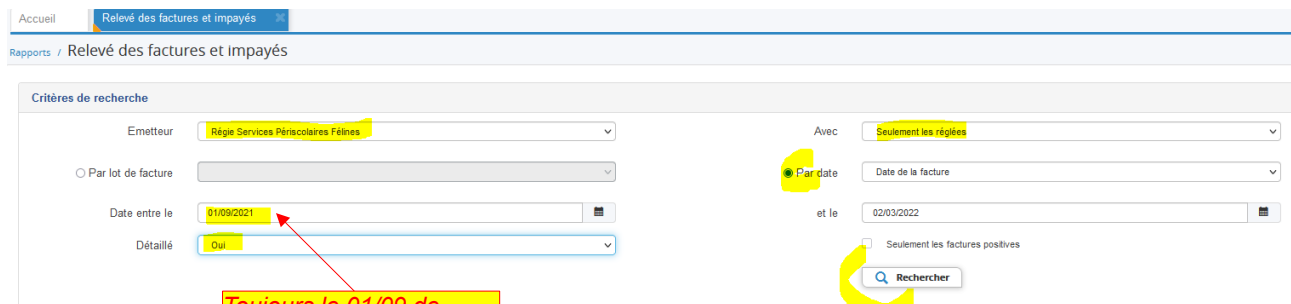 Accueil Relevé des factures et impayés
Rapports / Relevé des factures et impayés
Critères de recherche
Emetteur Régie Services Périscolaires Félines Avec Seulement les réglées
Par lot de facture Par date Date de la facture
Date entre le 01/09/2021 et le 02/03/2022
Détaillé Oui Seulement les factures positives
Rechercher
Toujours le 01/09 de